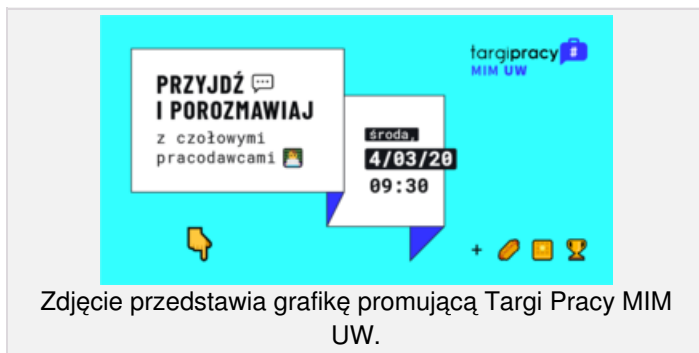 PRZYJDŹ
I POROZMAWIAJ
z czołowymi
pracodawcami
środa,
4/03/20
09:30
targipracy
MIM UW
+
Zdjęcie przedstawia grafikę promującą Targi Pracy MIM
UW.